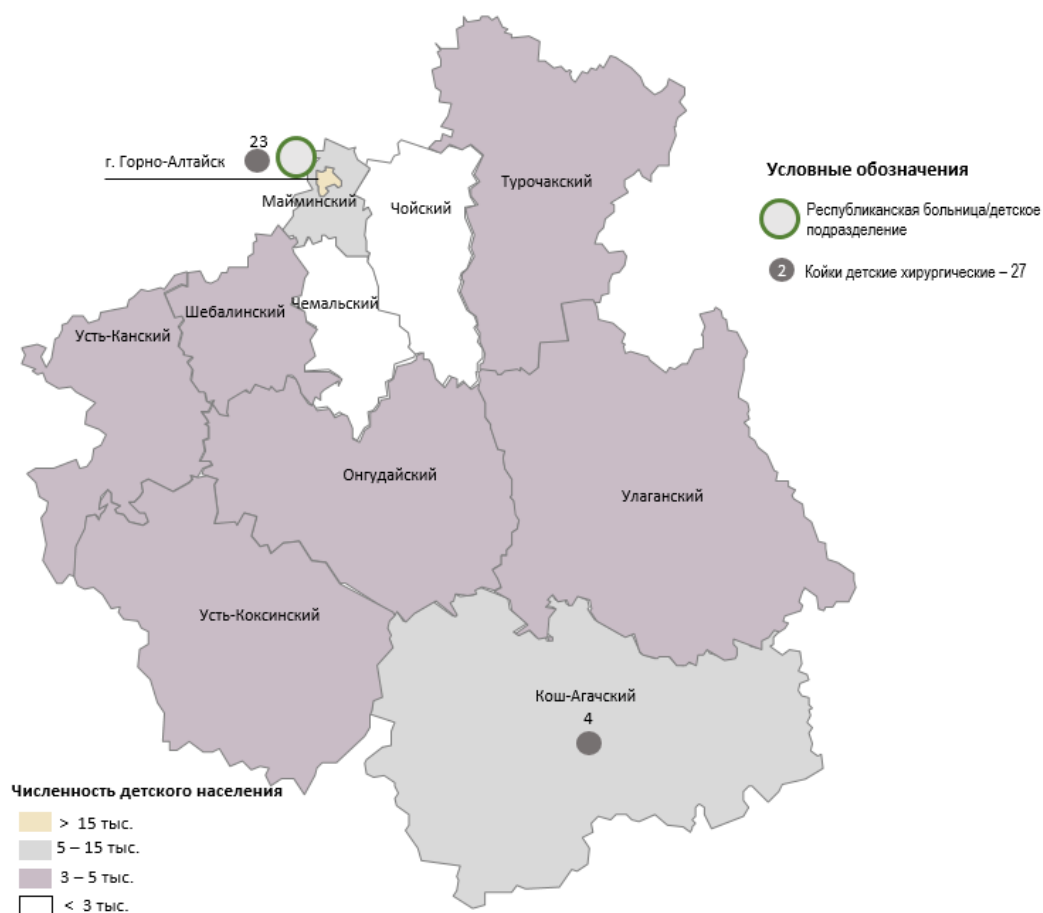 23
г. Горно-Алтайск
Майминский
Чойский
Турочакский
Условные обозначения
Республиканская больница/детское
подразделение
2
Койки детские хирургические – 27
Чемальский
Шебалинский
Усть-Канский
Онгудайский
Улаганский
Усть-Коксинский
Кош-Агачский
4
Численность детского населения
> 15 тыс.
5 – 15 тыс.
3 – 5 тыс.
< 3 тыс.